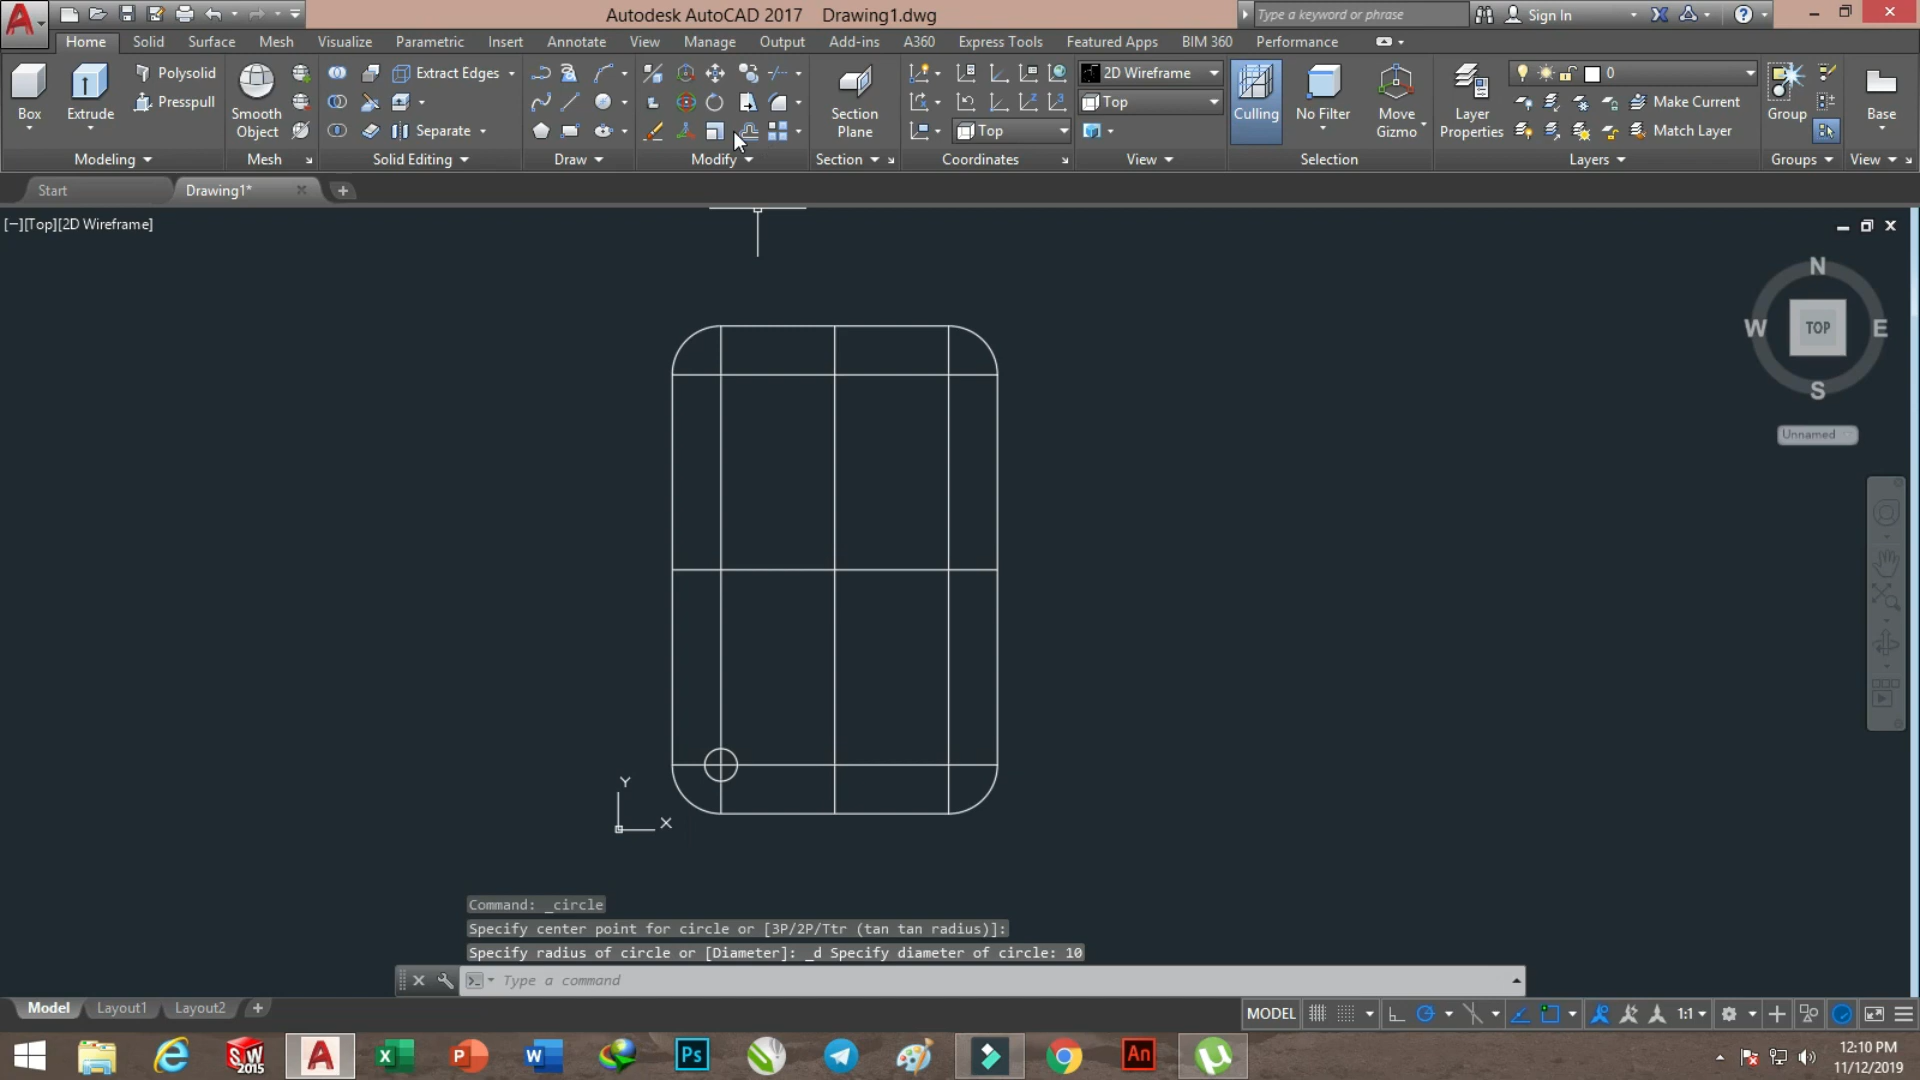 Autodesk AutoCAD 2017 Drawing1.dwg
Type a keyword or phrase
Sign In
Home Solid Surface Mesh Visualize Parametric Insert Annotate View Manage Output Add-ins A360 Express Tools Featured Apps BIM 360 Performance
Polysolid
Presspull
Box
Extrude
Modeling
Smooth
Object
Mesh
Extract Edges
Separate
Solid Editing
Draw
Modify
Section
Plane
Section
Top
Coordinates
2D Wireframe
Top
View
Culling
No Filter
Move
Gizmo
Selection
Layer
Properties
0
Make Current
Match Layer
Layers
Group
Groups
Base
View
Start
Drawing1*
[−][Top][2D Wireframe]
N
W TOP E
S
Unnamed
Y
X
Command: _circle
Specify center point for circle or [3P/2P/Ttr (tan tan radius)]:
Specify radius of circle or [Diameter]: _d Specify diameter of circle: 10
Type a command
Model Layout1 Layout2
MODEL
1:1
SW
2015
Ps
An
12:10 PM
11/12/2019